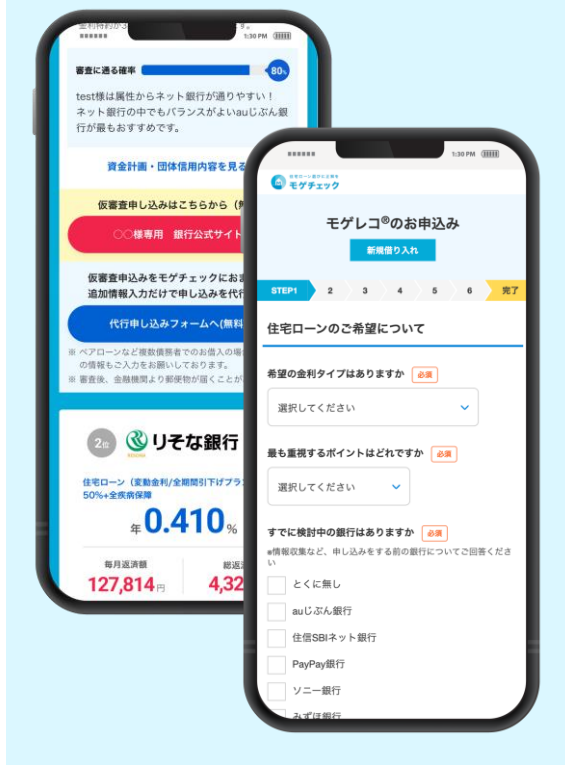 1:30 PM
審査に通る確率
80%
test様は属性からネット銀行が通りやすい！
ネット銀行の中でもバランスがよいauじぶん銀
行が最もおすすめです。
資金計画・団体信用内容を見る
仮審査申し込みはこちらから（無
○○様専用 銀行公式サイト
仮審査申込みをモゲチェックにおま
追加情報入力だけで申し込みを代行
代行申し込みフォームへ(無料
※ ペアローンなど複数債務者でのお借入の場
の情報もご入力をお願いしております。
※ 審査後、金融機関より郵便物が届くことが
2位
りそな銀行
住宅ローン（変動金利/全期間引下げプラ
50%+全疾病保障
年0.410%
毎月返済額
127,814円
総返
4,32
1:30 PM
モゲチェック
モゲレコ®のお申込み
新規借り入れ
STEP1 2 3 4 5 6 完了
住宅ローンのご希望について
希望の金利タイプはありますか 必須
選択してください
最も重視するポイントはどれですか 必須
選択してください
すでに検討中の銀行はありますか 必須
※情報収集など、申し込みをする前の銀行についてご回答くださ
い
とくに無し
auじぶん銀行
住信SBIネット銀行
PayPay銀行
ソニー銀行
みずほ銀行